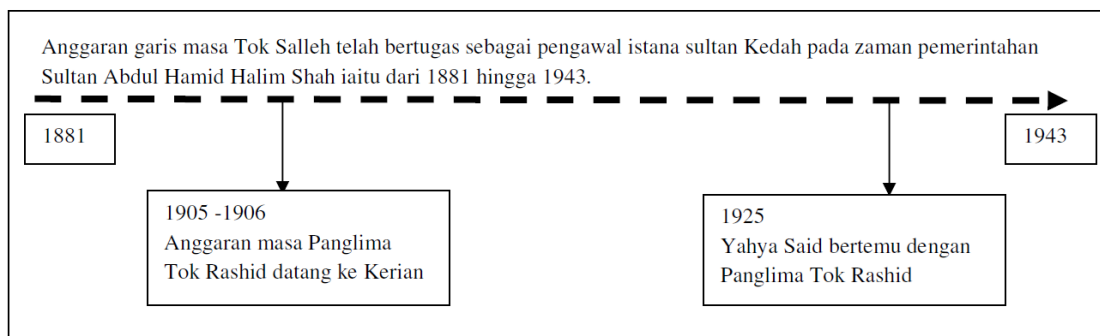 Anggaran garis masa Tok Salleh telah bertugas sebagai pengawal istana sultan Kedah pada zaman pemerintahan
Sultan Abdul Hamid Halim Shah iaitu dari 1881 hingga 1943.
1881
1943
1905 -1906
Anggaran masa Panglima
Tok Rashid datang ke Kerian
1925
Yahya Said bertemu dengan
Panglima Tok Rashid